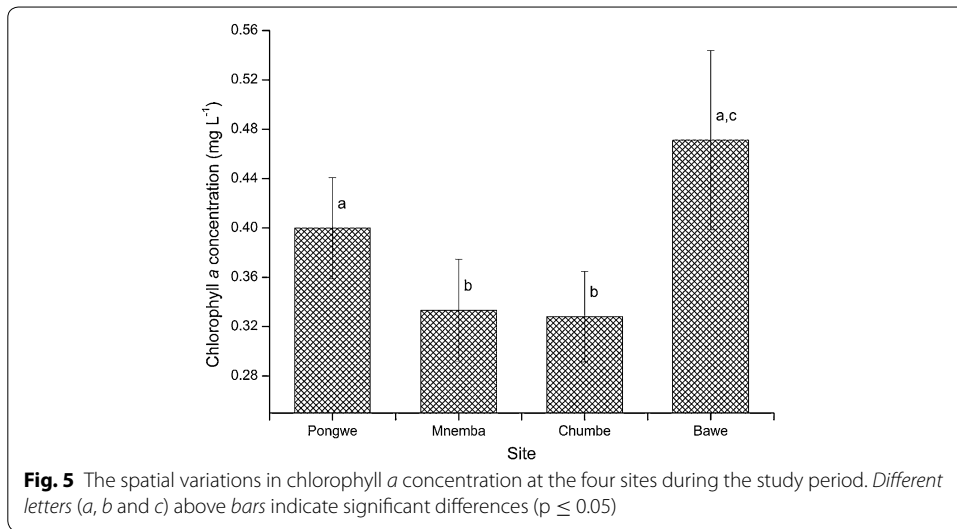 0.56
0.52
0.48
0.44
0.40
0.36
0.32
0.28
Chlorophyll a concentration (mg L⁻¹)
a
b
b
a,c
Pongwe Mnemba Chumbe Bawe
Site
Fig. 5 The spatial variations in chlorophyll a concentration at the four sites during the study period. Different
letters (a, b and c) above bars indicate significant differences (p ≤ 0.05)